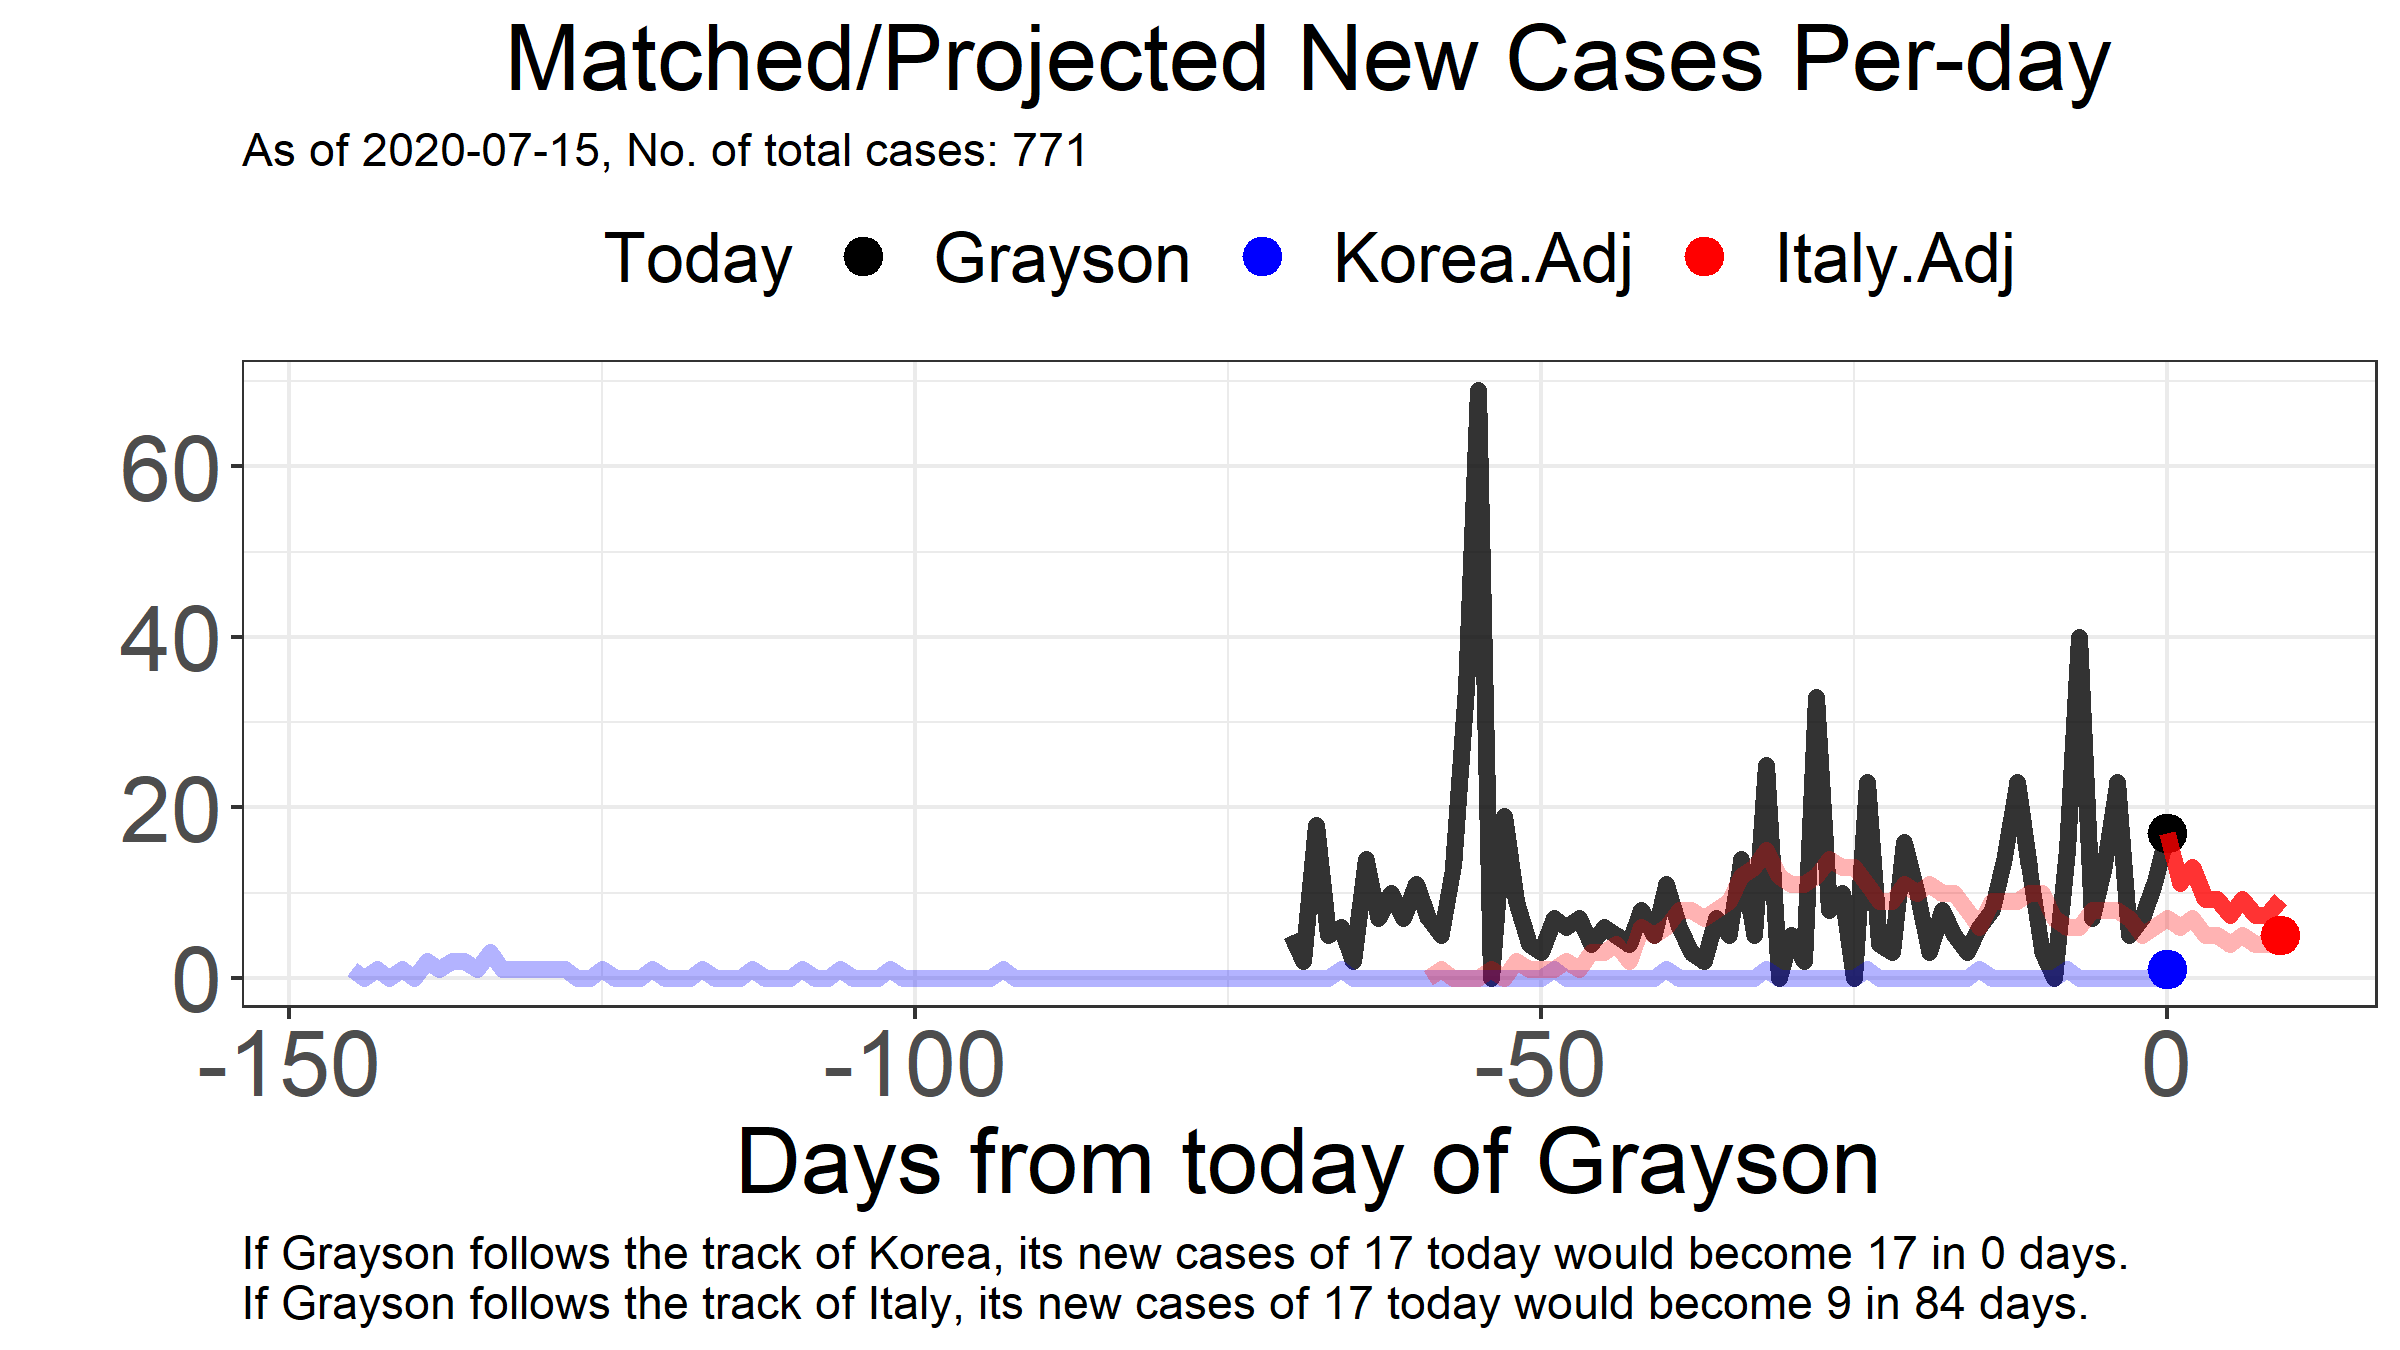 Matched/Projected New Cases Per-day
As of 2020-07-15, No. of total cases: 771
Today Grayson Korea.Adj Italy.Adj
60
40
20
0
-150 -100 -50 0
Days from today of Grayson
If Grayson follows the track of Korea, its new cases of 17 today would become 17 in 0 days.
If Grayson follows the track of Italy, its new cases of 17 today would become 9 in 84 days.